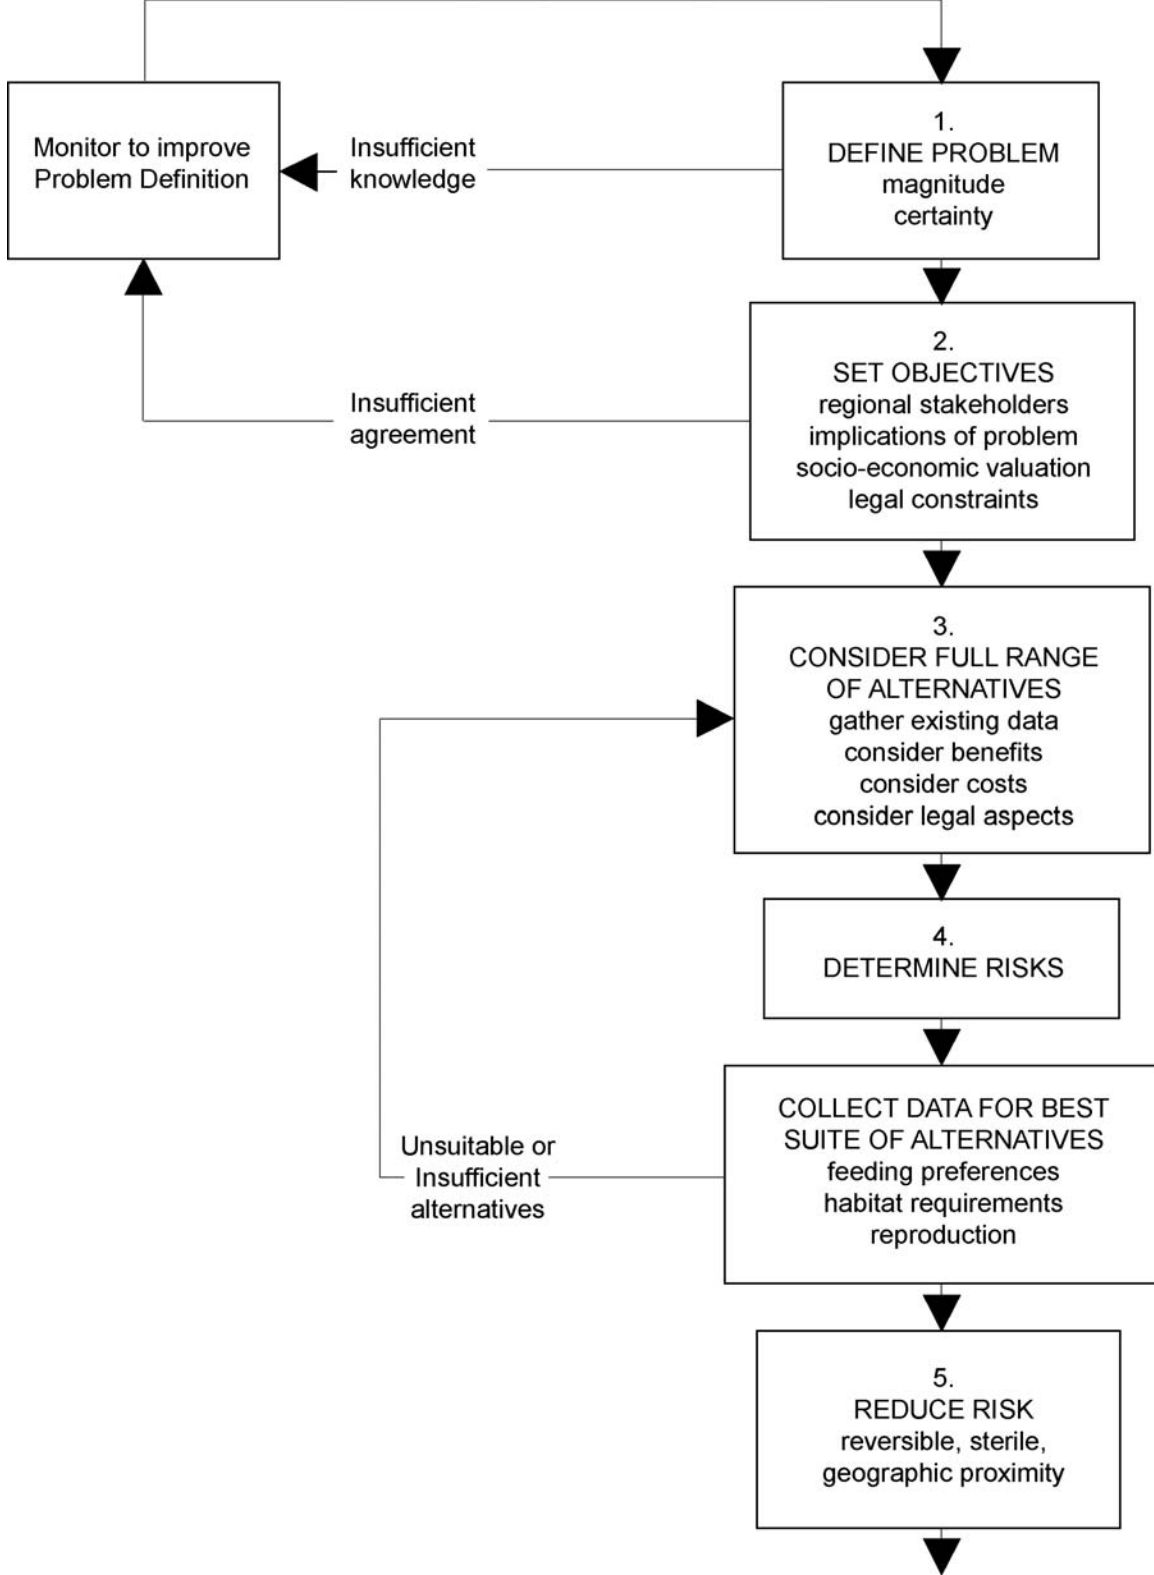 Monitor to improve
Problem Definition
Insufficient
knowledge
1.
DEFINE PROBLEM
magnitude
certainty
2.
SET OBJECTIVES
regional stakeholders
implications of problem
socio-economic valuation
legal constraints
Insufficient
agreement
3.
CONSIDER FULL RANGE
OF ALTERNATIVES
gather existing data
consider benefits
consider costs
consider legal aspects
4.
DETERMINE RISKS
COLLECT DATA FOR BEST
SUITE OF ALTERNATIVES
feeding preferences
habitat requirements
reproduction
Unsuitable or
Insufficient
alternatives
5.
REDUCE RISK
reversible, sterile,
geographic proximity